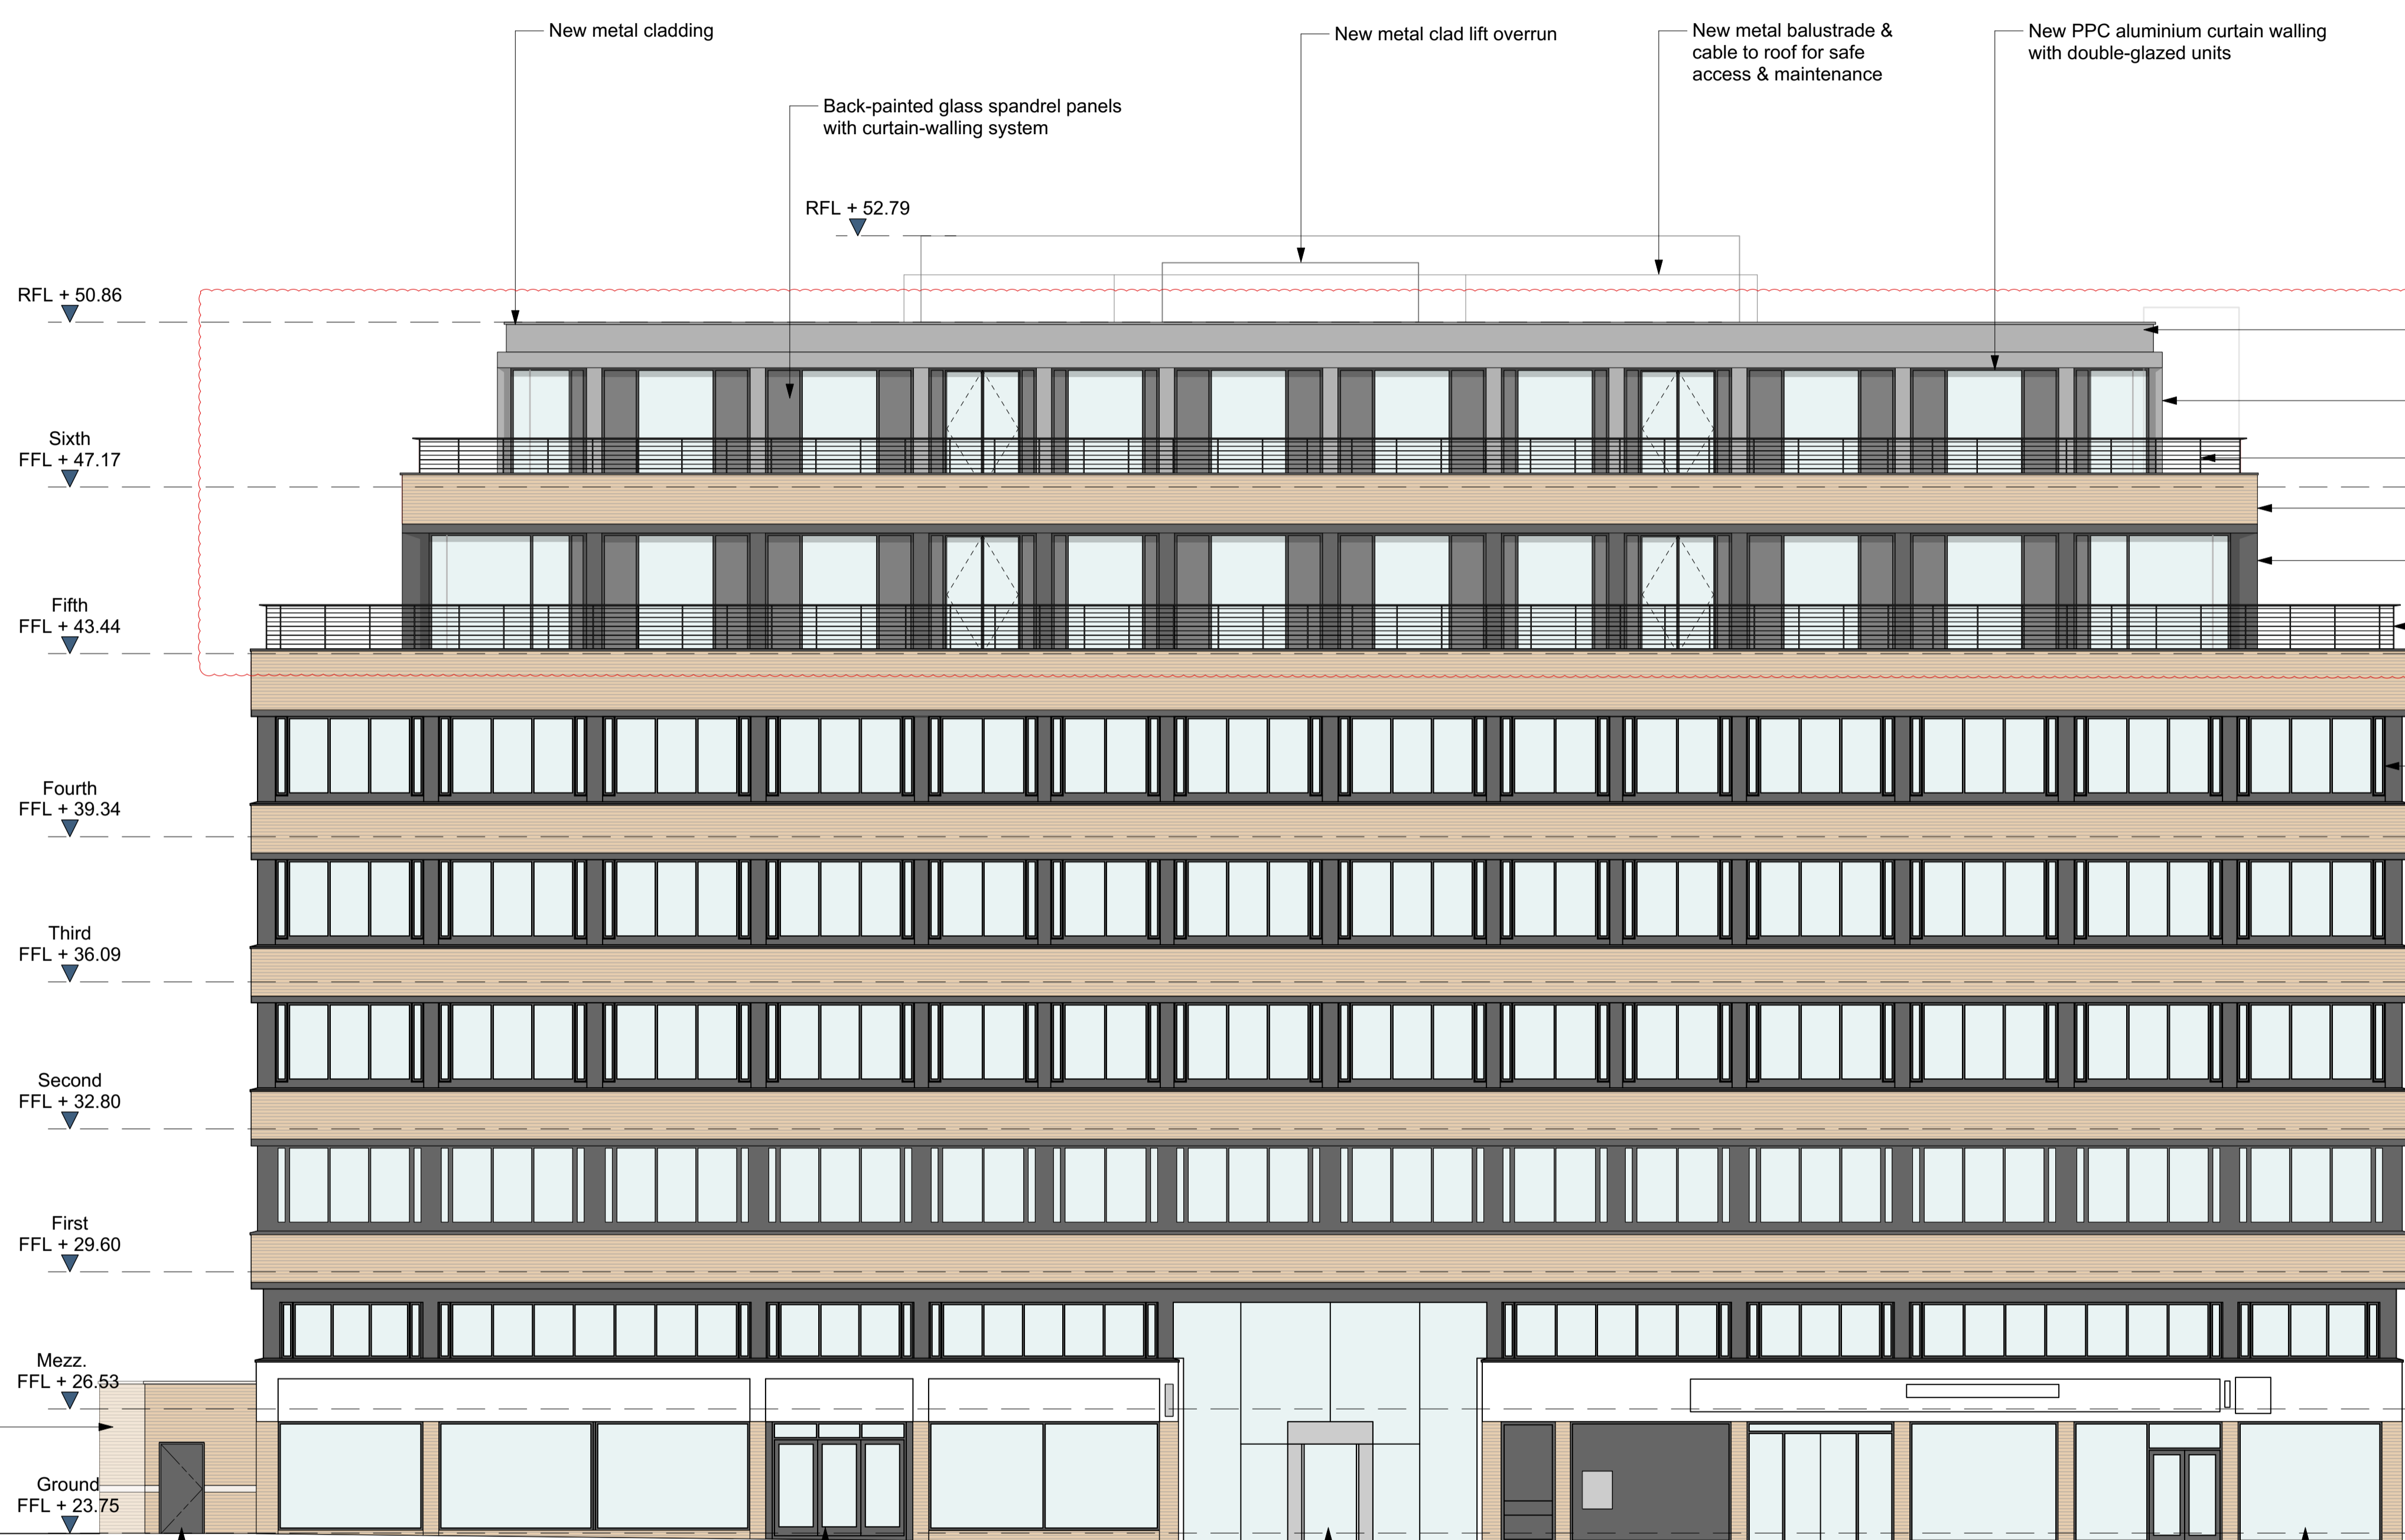 New metal cladding
New metal clad lift overrun
New metal balustrade &
cable to roof for safe
access & maintenance
New PPC aluminium curtain walling
with double-glazed units
Back-painted glass spandrel panels
with curtain-walling system
RFL + 52.79
RFL + 50.86
Sixth
FFL + 47.17
Fifth
FFL + 43.44
Fourth
FFL + 39.34
Third
FFL + 36.09
Second
FFL + 32.80
First
FFL + 29.60
Mezz.
FFL + 26.53
Ground
FFL + 23.75